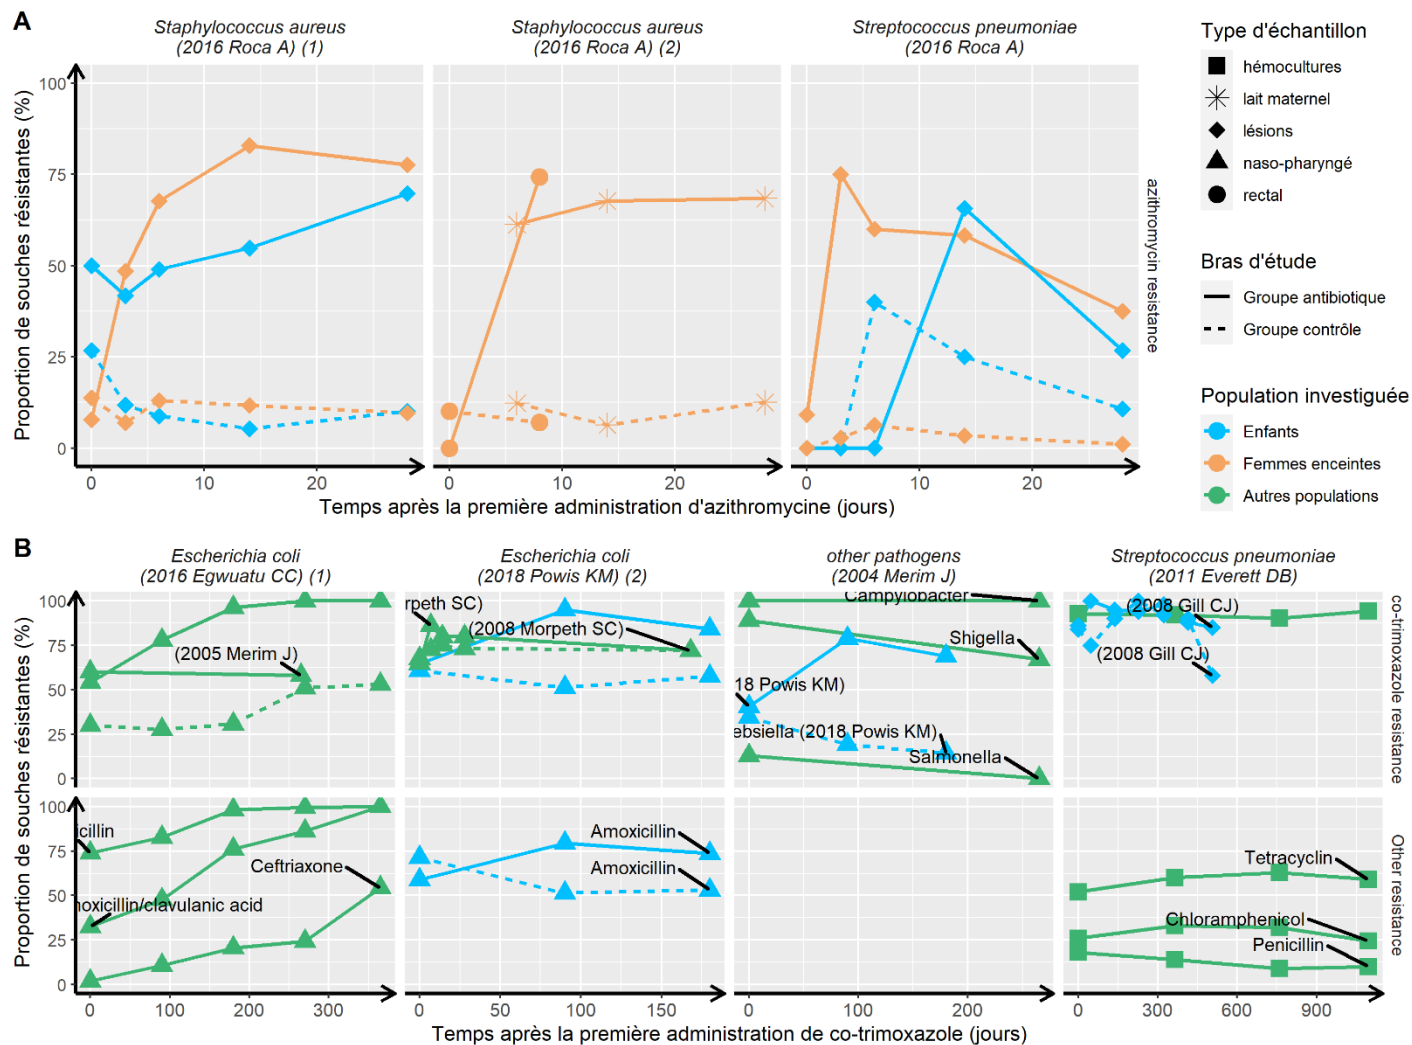 A
Staphylococcus aureus
(2016 Roca A) (1)
Staphylococcus aureus
(2016 Roca A) (2)
Streptococcus pneumoniae
(2016 Roca A)
Proportion de souches résistantes (%)
100
75
50
25
0
azithromycin resistance
0 10 20
0 10 20
0 10 20
Temps après la première administration d'azithromycine (jours)
Type d'échantillon
hémocultures
lait maternel
lésions
naso-pharyngé
rectal
Bras d'étude
Groupe antibiotique
Groupe contrôle
Population investiguée
Enfants
Femmes enceintes
Autres populations
B
Escherichia coli
(2016 Egwuatu CC) (1)
Escherichia coli
(2018 Powis KM) (2)
other pathogens
(2004 Merim J)
Streptococcus pneumoniae
(2011 Everett DB)
Proportion de souches résistantes (%)
100
75
50
25
0
(2005 Merim J)
rpeth SC)
(2008 Morpeth SC)
Campylobacter
Shigella
18 Powis KM)
ebsiella (2018 Powis KM)
Salmonella
(2008 Gill CJ)
(2008 Gill CJ)
co-trimoxazole resistance
100
75
50
25
0
icillin
Ceftriaxone
noxicillin/clavulanic acid
Amoxicillin
Amoxicillin
Tetracyclin
Chloramphenicol
Penicillin
Other resistance
0 100 200 300
0 50 100 150
0 100 200
0 300 600 900
Temps après la première administration de co-trimoxazole (jours)